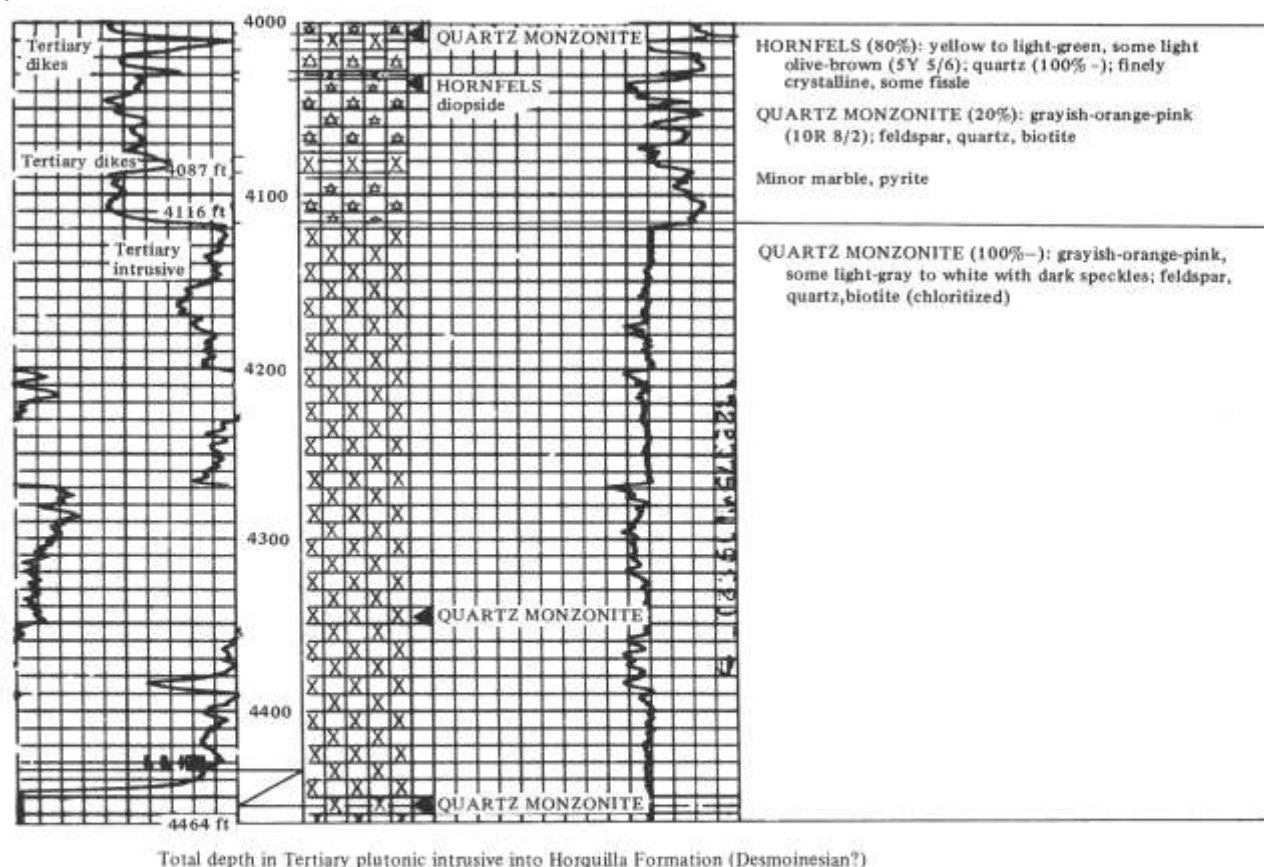 4000
Tertiary
dikes
QUARTZ MONZONITE
HORNFELS
diopside
Tertiary dikes
4087 ft
4100
4116 ft
Tertiary
intrusive
4200
4300
QUARTZ MONZONITE
4400
QUARTZ MONZONITE
4464 ft
HORNFELS (80%): yellow to light-green, some light
olive-brown (5Y 5/6); quartz (100% -); finely
crystalline, some fissle
QUARTZ MONZONITE (20%): grayish-orange-pink
(10R 8/2); feldspar, quartz, biotite
Minor marble, pyrite
QUARTZ MONZONITE (100%–): grayish-orange-pink,
some light-gray to white with dark speckles; feldspar,
quartz,biotite (chloritized)
Total depth in Tertiary plutonic intrusive into Horquilla Formation (Desmoinesian?)